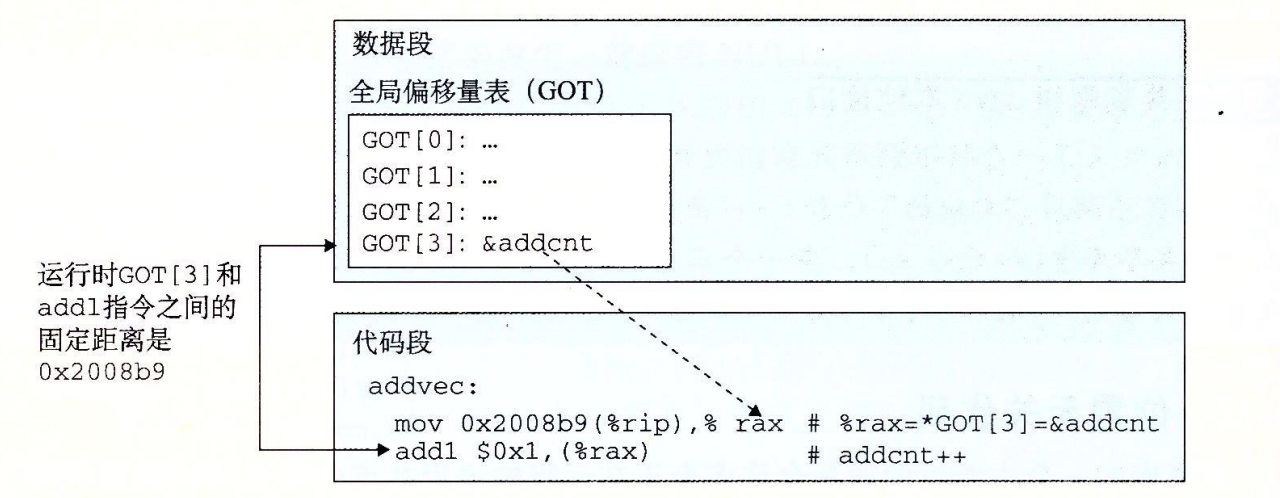 数据段
全局偏移量表（GOT）
GOT[0]: …
GOT[1]: …
GOT[2]: …
GOT[3]: &addcnt
运行时GOT[3]和
addl指令之间的
固定距离是
0x2008b9
代码段
addvec:
mov 0x2008b9(%rip),% rax # %rax=*GOT[3]=&addcnt
addl $0x1,(%rax) # addcnt++